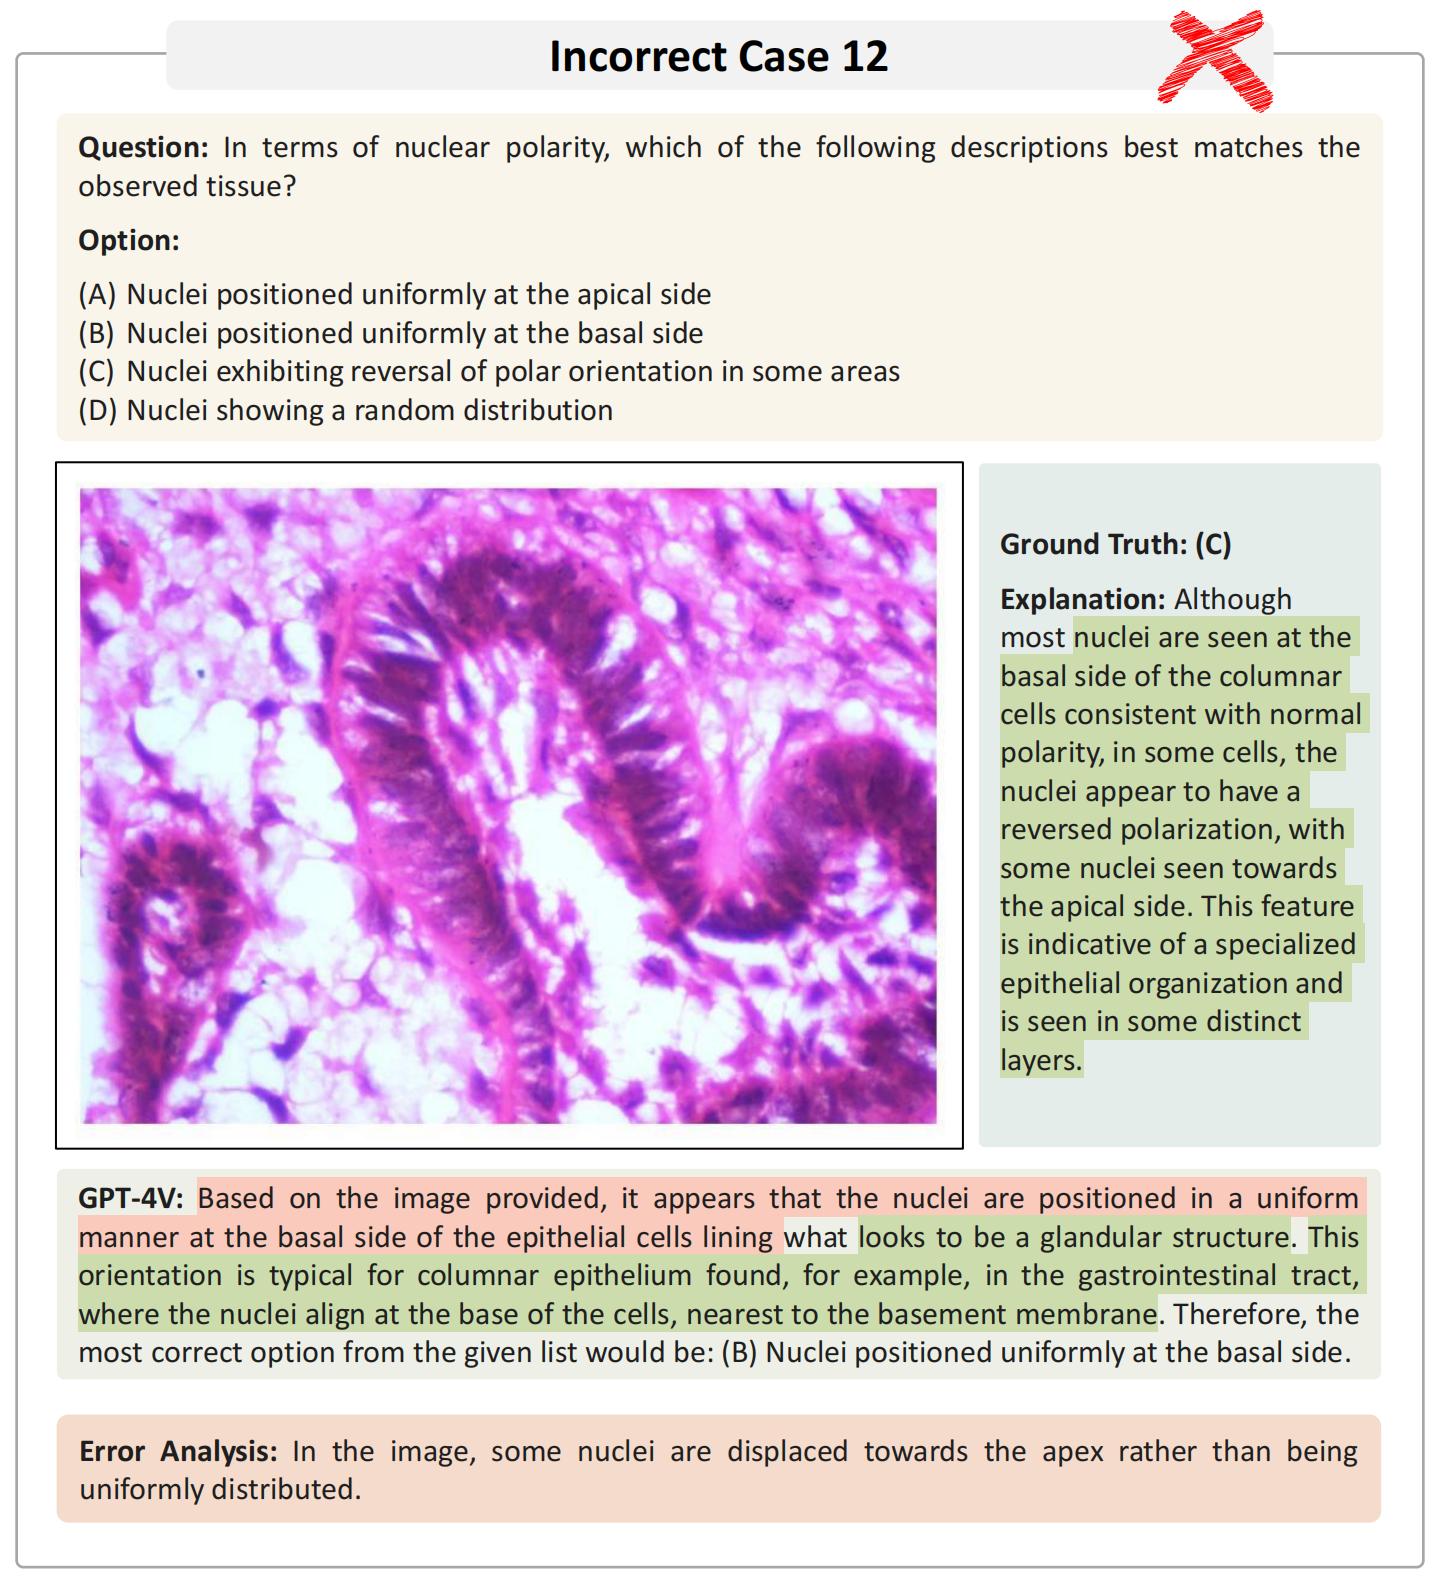 Incorrect Case 12
Question: In terms of nuclear polarity, which of the following descriptions best matches the
observed tissue?
Option:
(A) Nuclei positioned uniformly at the apical side
(B) Nuclei positioned uniformly at the basal side
(C) Nuclei exhibiting reversal of polar orientation in some areas
(D) Nuclei showing a random distribution
Ground Truth: (C)
Explanation: Although
most nuclei are seen at the
basal side of the columnar
cells consistent with normal
polarity, in some cells, the
nuclei appear to have a
reversed polarization, with
some nuclei seen towards
the apical side. This feature
is indicative of a specialized
epithelial organization and
is seen in some distinct
layers.
GPT-4V: Based on the image provided, it appears that the nuclei are positioned in a uniform
manner at the basal side of the epithelial cells lining what looks to be a glandular structure. This
orientation is typical for columnar epithelium found, for example, in the gastrointestinal tract,
where the nuclei align at the base of the cells, nearest to the basement membrane. Therefore, the
most correct option from the given list would be: (B) Nuclei positioned uniformly at the basal side.
Error Analysis: In the image, some nuclei are displaced towards the apex rather than being
uniformly distributed.